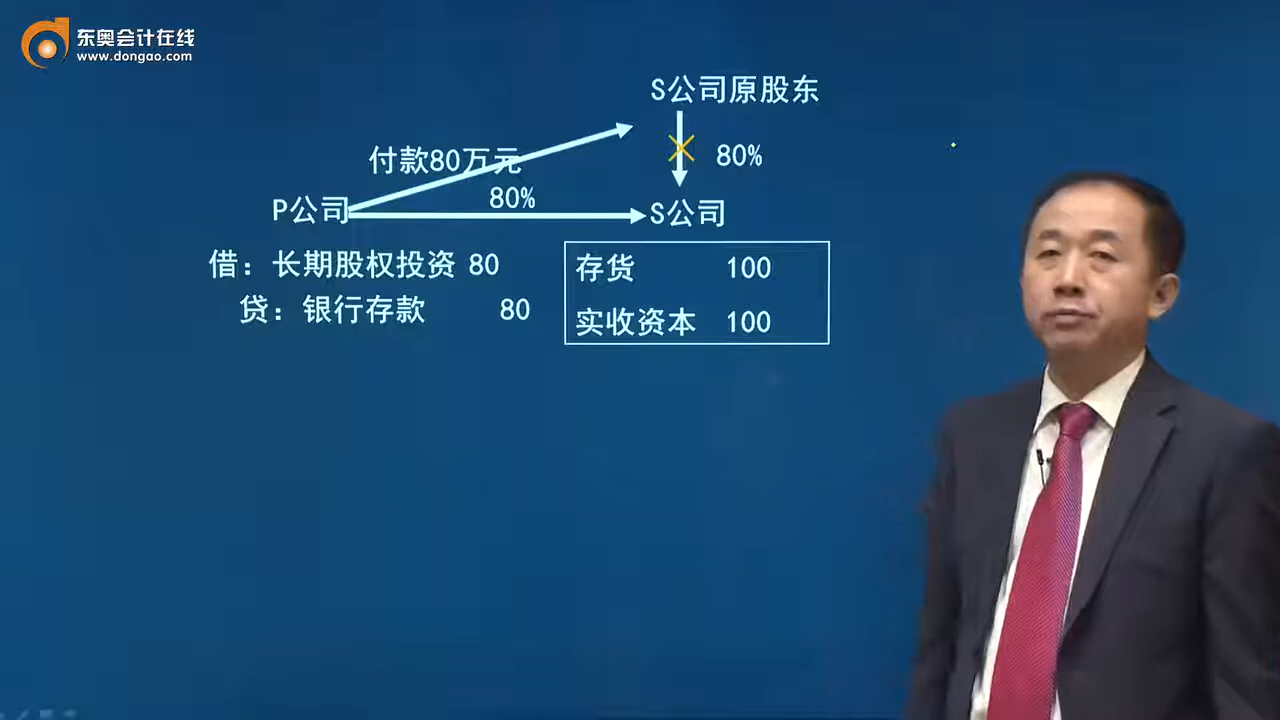 东奥会计在线
www.dongao.com
S公司原股东
付款80万元
80%
80%
P公司
S公司
借：长期股权投资 80
贷：银行存款 80
存货 100
实收资本 100